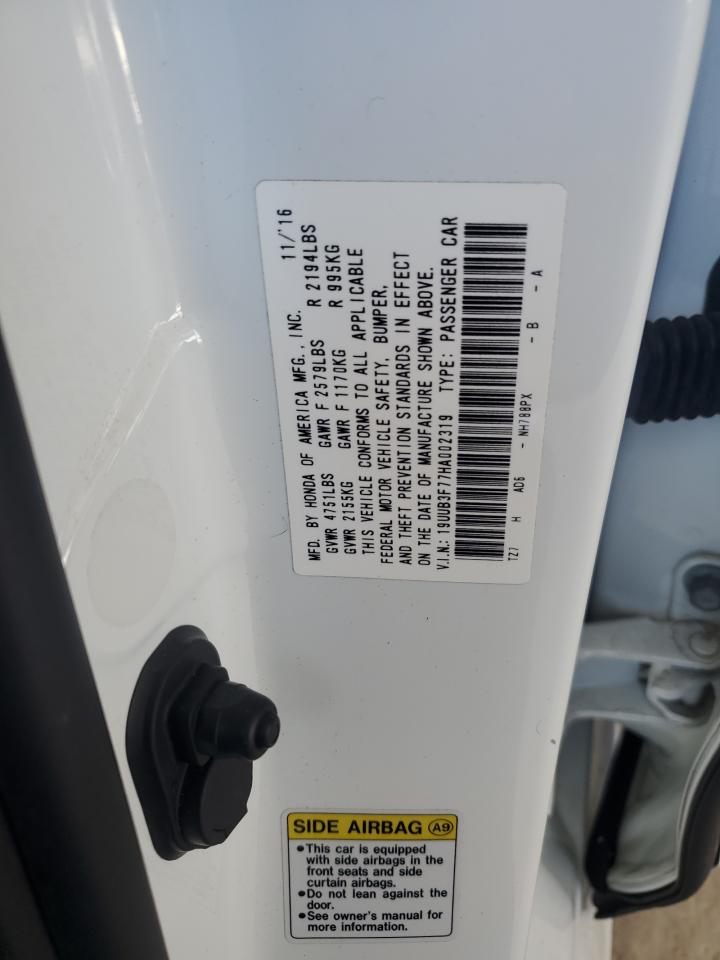 MFD. BY HONDA OF AMERICA MFG., INC. 11/'16
GVWR 4751LBS GAWR F 2579LBS R 2194LBS
GVWR 2155KG GAWR F 1170KG R 995KG
THIS VEHICLE CONFORMS TO ALL APPLICABLE
FEDERAL MOTOR VEHICLE SAFETY, BUMPER,
AND THEFT PREVENTION STANDARDS IN EFFECT
ON THE DATE OF MANUFACTURE SHOWN ABOVE.
V.I.N.: 19UUB3F77HA002319 TYPE: PASSENGER CAR
TZ7 H AD6 - NH788PX - B - A
SIDE AIRBAG A9
•This car is equipped
with side airbags in the
front seats and side
curtain airbags.
•Do not lean against the
door.
•See owner's manual for
more information.